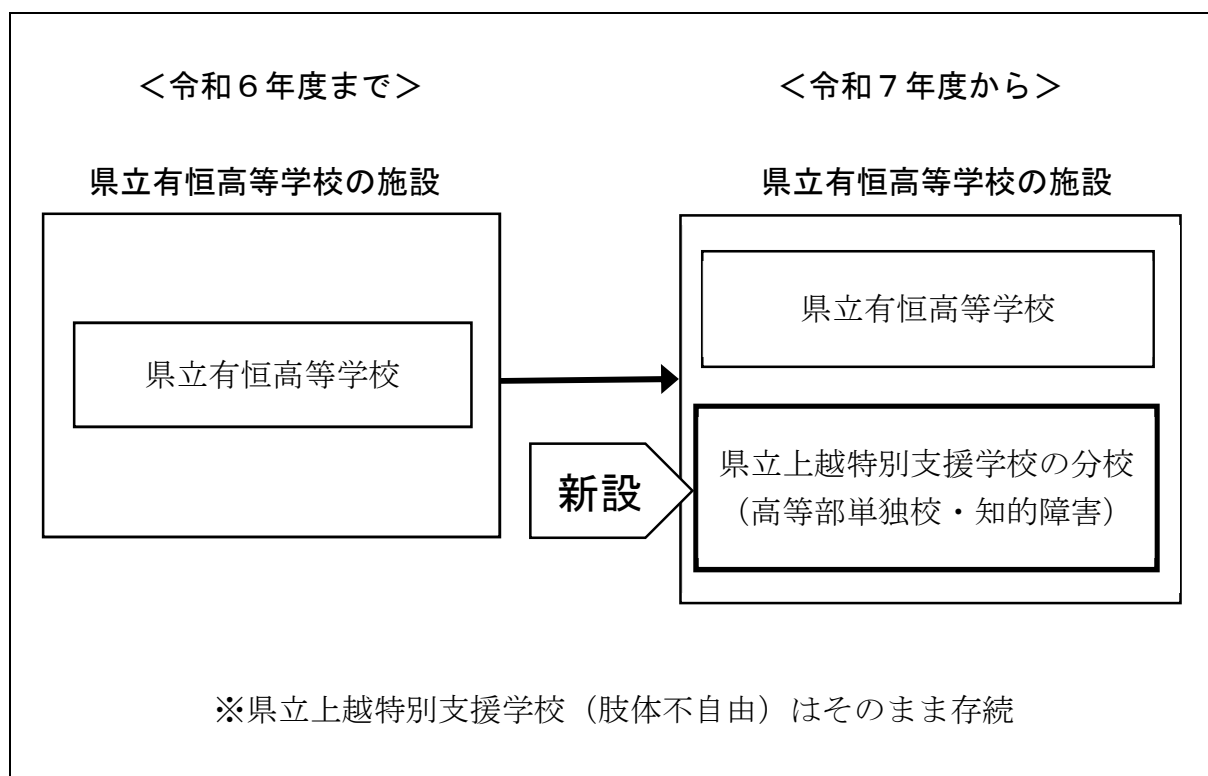 ＜令和６年度まで＞
県立有恒高等学校の施設
県立有恒高等学校
＜令和７年度から＞
県立有恒高等学校の施設
県立有恒高等学校
新設
県立上越特別支援学校の分校
（高等部単独校・知的障害）
※県立上越特別支援学校（肢体不自由）はそのまま存続